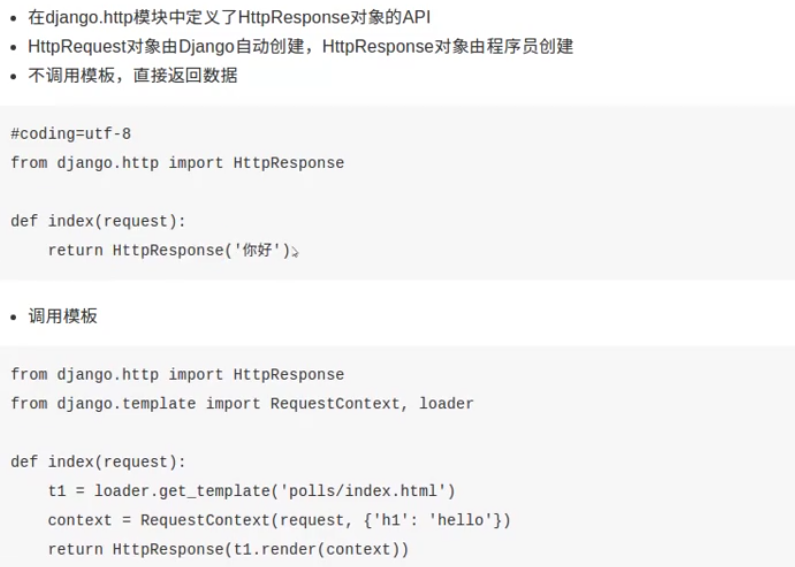 在django.http模块中定义了HttpResponse对象的API
HttpRequest对象由Django自动创建，HttpResponse对象由程序员创建
不调用模板，直接返回数据
#coding=utf-8
from django.http import HttpResponse
def index(request):
    return HttpResponse('你好')
调用模板
from django.http import HttpResponse
from django.template import RequestContext, loader
def index(request):
    t1 = loader.get_template('polls/index.html')
    context = RequestContext(request, {'h1': 'hello'})
    return HttpResponse(t1.render(context))